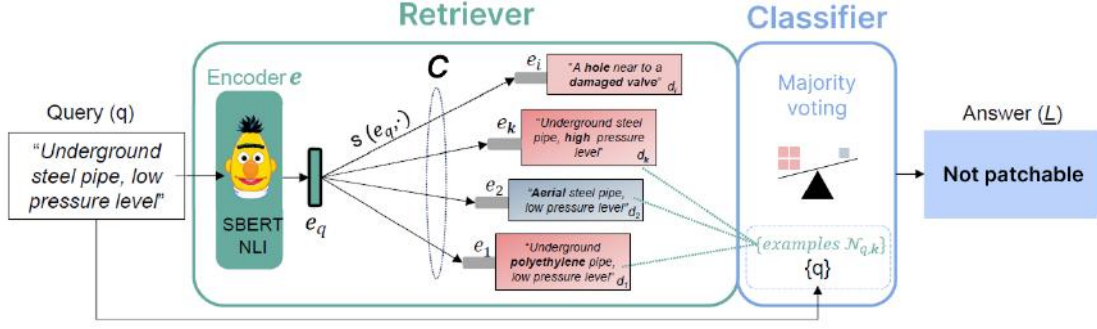 Retriever
Classifier
Encoder e
C
Query (q)
"Underground
steel pipe, low
pressure level"
SBERT
NLI
e_q
s (e_q, ·)
e_i
"A hole near to a
damaged valve" d_i
e_k
"Underground steel
pipe, high pressure
level" d_k
e_2
"Aerial steel pipe,
low pressure level" d_2
e_1
"Underground
polyethylene pipe,
low pressure level" d_1
Majority
voting
{examples N_q,k}
{q}
Answer (L)
Not patchable